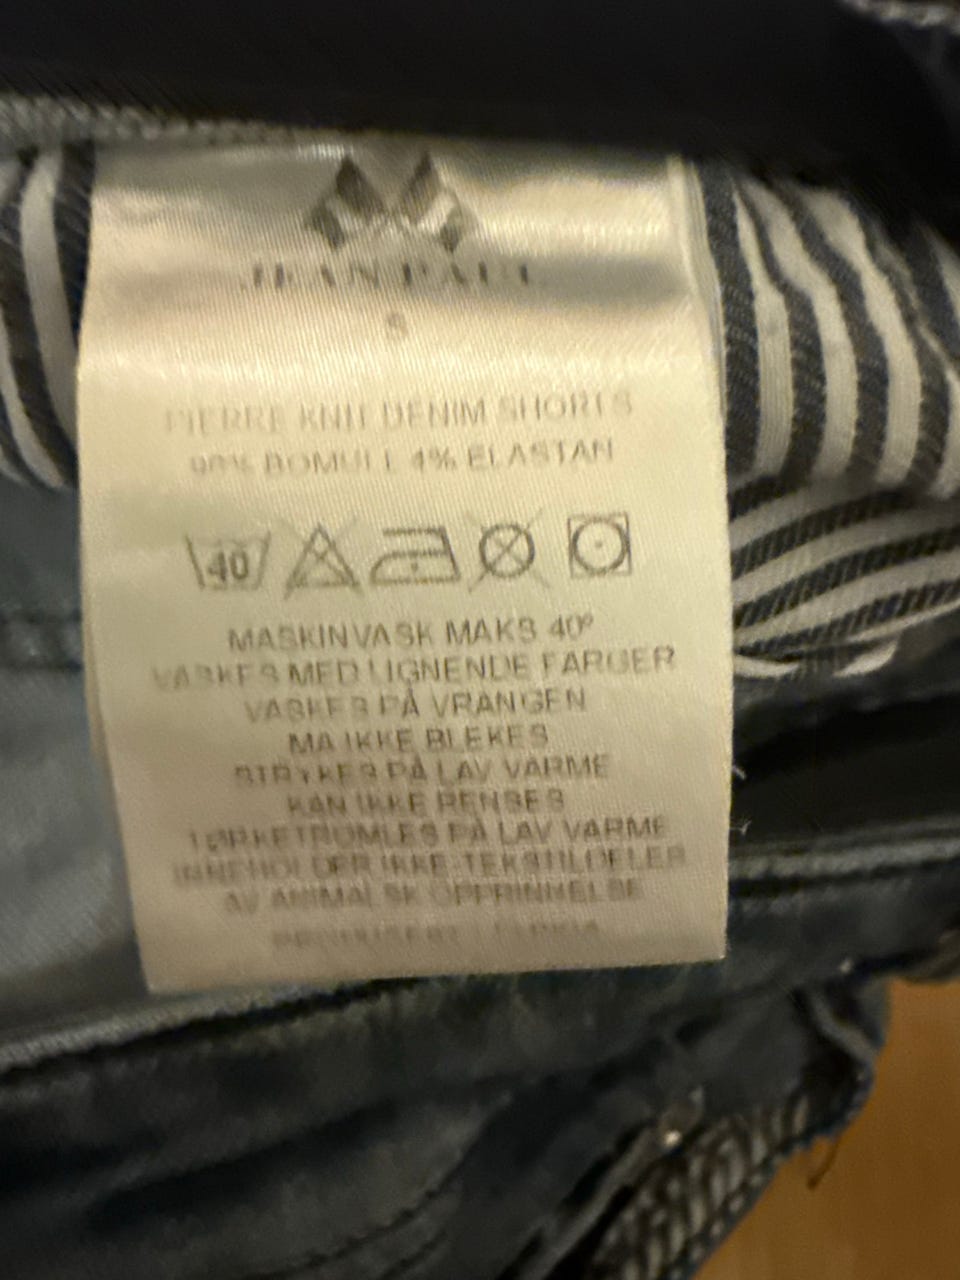 JEAN PAUL
S
PIERRE KNIT DENIM SHORTS
BOMULL 4% ELASTAN
40
MASKINVASK MAKS 40°
VASKES MED LIGNENDE FARGER
VASKES PÅ VRANGEN
MA IKKE BLEKES
STRYKES PÅ LAV VARME
KAN IKKE RENSES
TØRKETROMLES PÅ LAV VARME
INNEHOLDER IKKE-TEKSTILDELER
AV ANIMALSK OPPRINNELSE